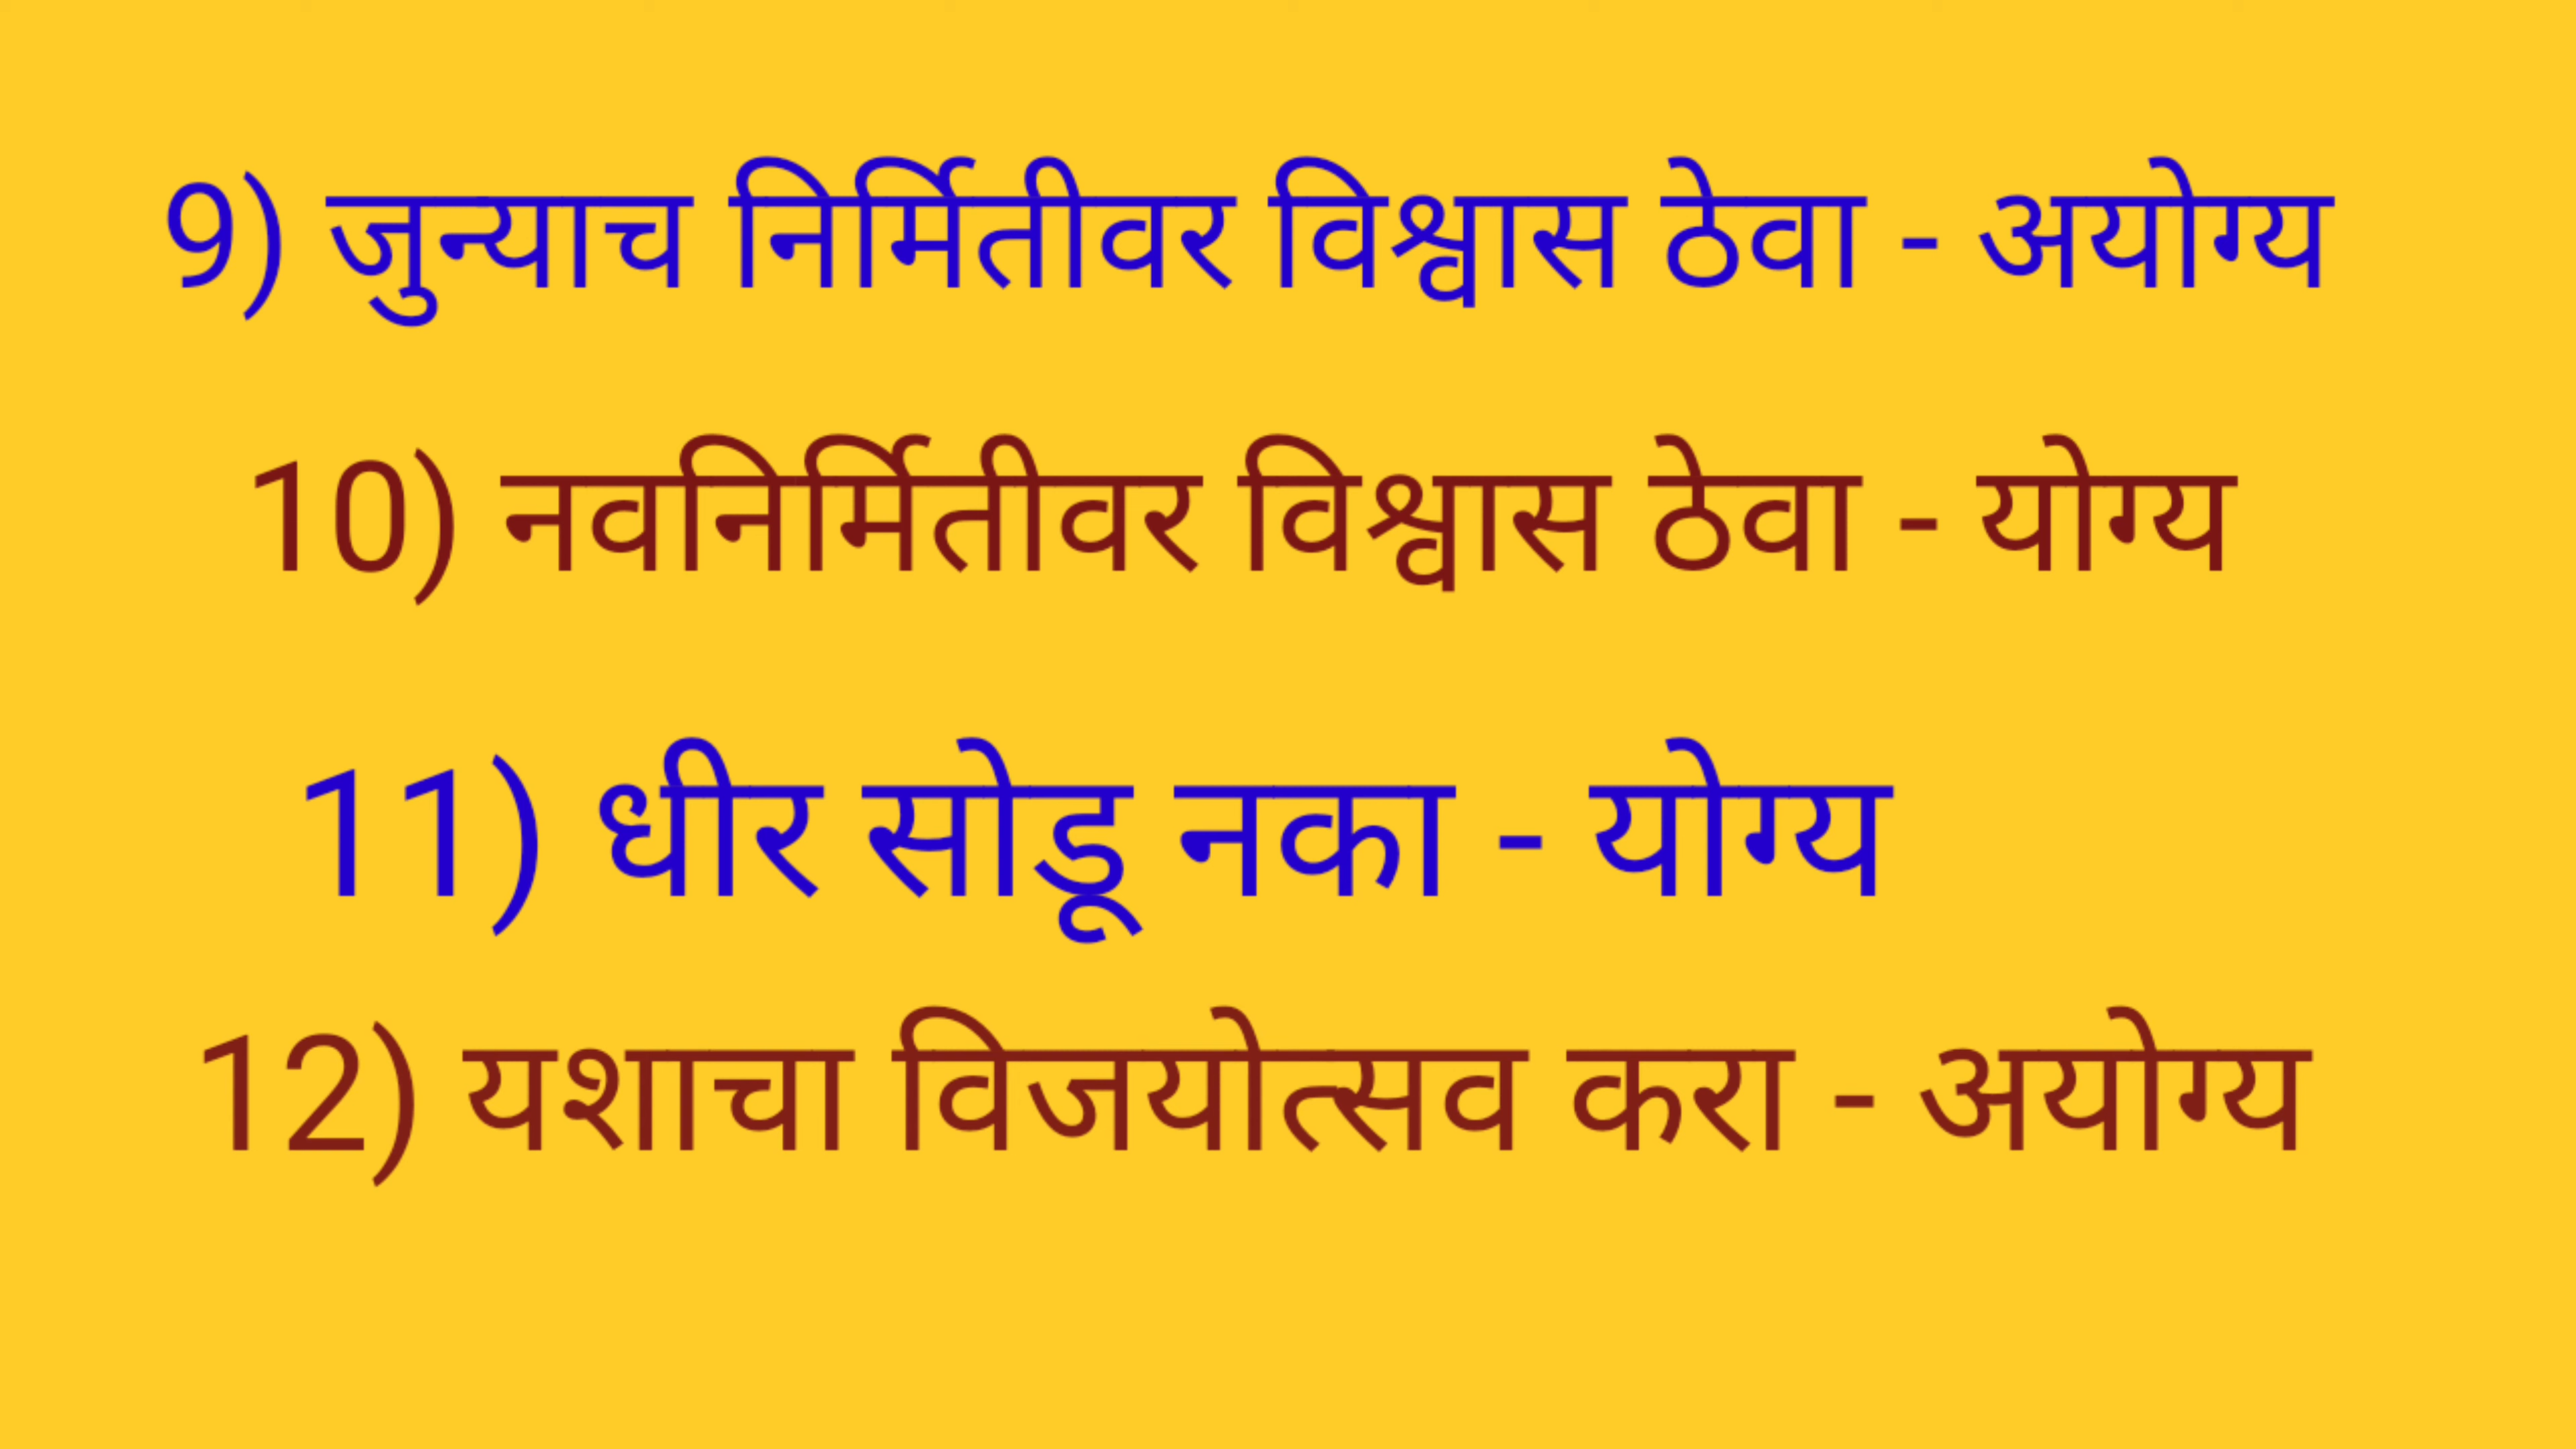 9) जुन्याच निर्मितीवर विश्वास ठेवा - अयोग्य
10) नवनिर्मितीवर विश्वास ठेवा - योग्य
11) धीर सोडू नका - योग्य
12) यशाचा विजयोत्सव करा - अयोग्य